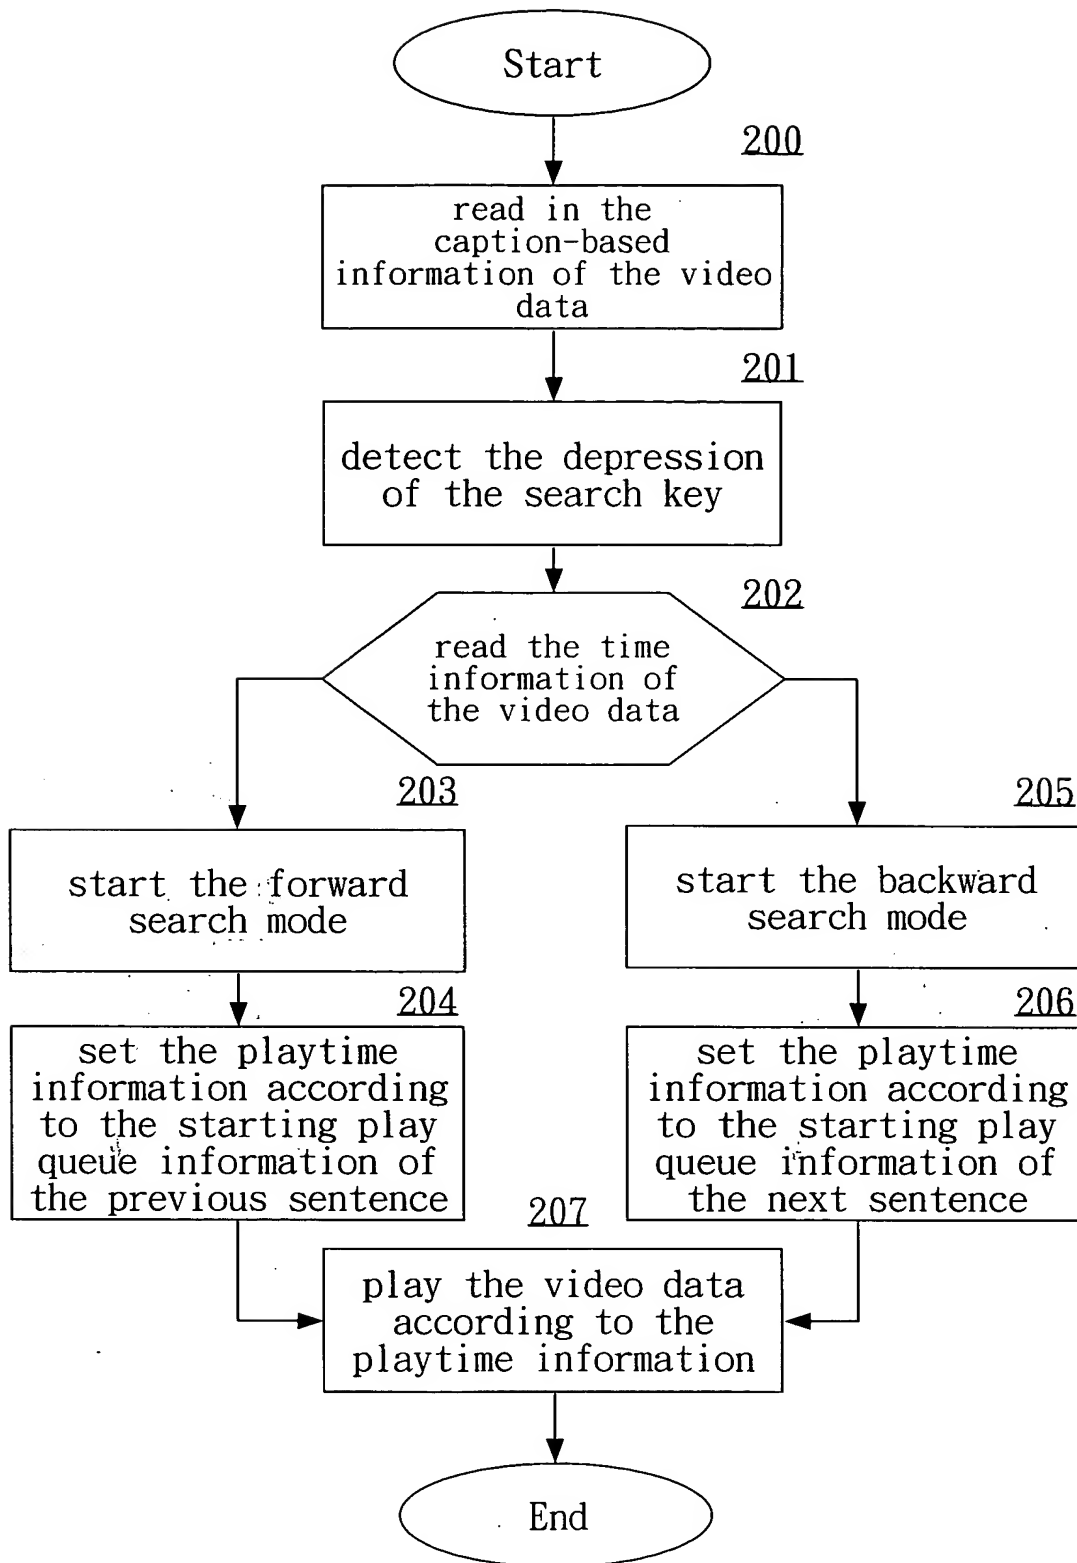 Start
200
read in the
caption-based
information of the video
data
201
detect the depression
of the search key
202
read the time
information of
the video data
203
start the forward
search mode
205
start the backward
search mode
204
set the playtime
information according
to the starting play
queue information of
the previous sentence
206
set the playtime
information according
to the starting play
queue information of
the next sentence
207
play the video data
according to the
playtime information
End